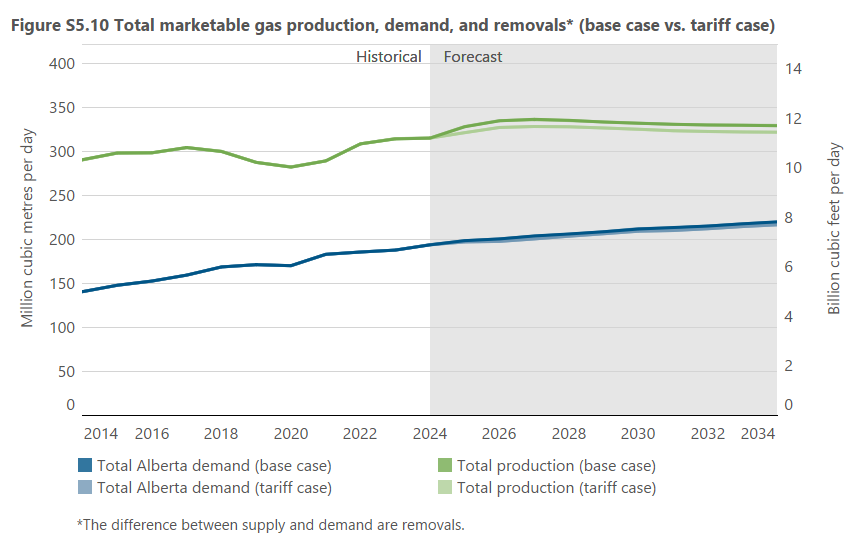 Figure S5.10 Total marketable gas production, demand, and removals* (base case vs. tariff case)
Historical Forecast
400
350
300
250
200
150
100
50
0
Million cubic metres per day
14
12
10
8
6
4
2
0
Billion cubic feet per day
2014 2016 2018 2020 2022 2024 2026 2028 2030 2032 2034
Total Alberta demand (base case) Total production (base case)
Total Alberta demand (tariff case) Total production (tariff case)
*The difference between supply and demand are removals.